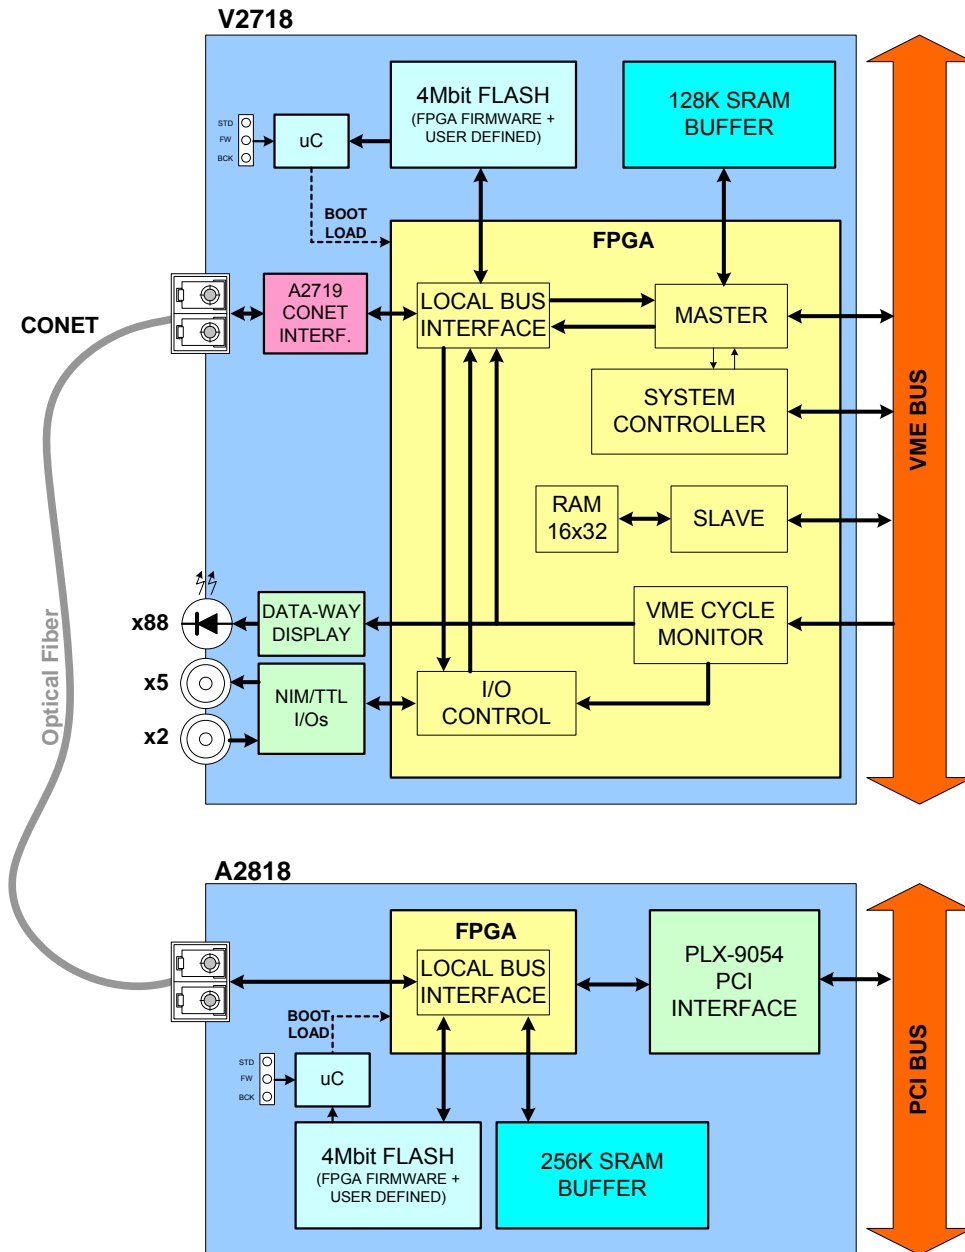 V2718
4Mbit FLASH
(FPGA FIRMWARE +
USER DEFINED)
128K SRAM
BUFFER
STD
FW
BCK
uC
BOOT
LOAD
FPGA
A2719
CONET
INTERF.
LOCAL BUS
INTERFACE
MASTER
CONET
SYSTEM
CONTROLLER
VME BUS
RAM
16x32
SLAVE
x88
DATA-WAY
DISPLAY
VME CYCLE
MONITOR
x5
x2
NIM/TTL
I/Os
I/O
CONTROL
Optical Fiber
A2818
FPGA
LOCAL BUS
INTERFACE
PLX-9054
PCI
INTERFACE
BOOT
LOAD
STD
FW
BCK
uC
PCI BUS
4Mbit FLASH
(FPGA FIRMWARE +
USER DEFINED)
256K SRAM
BUFFER